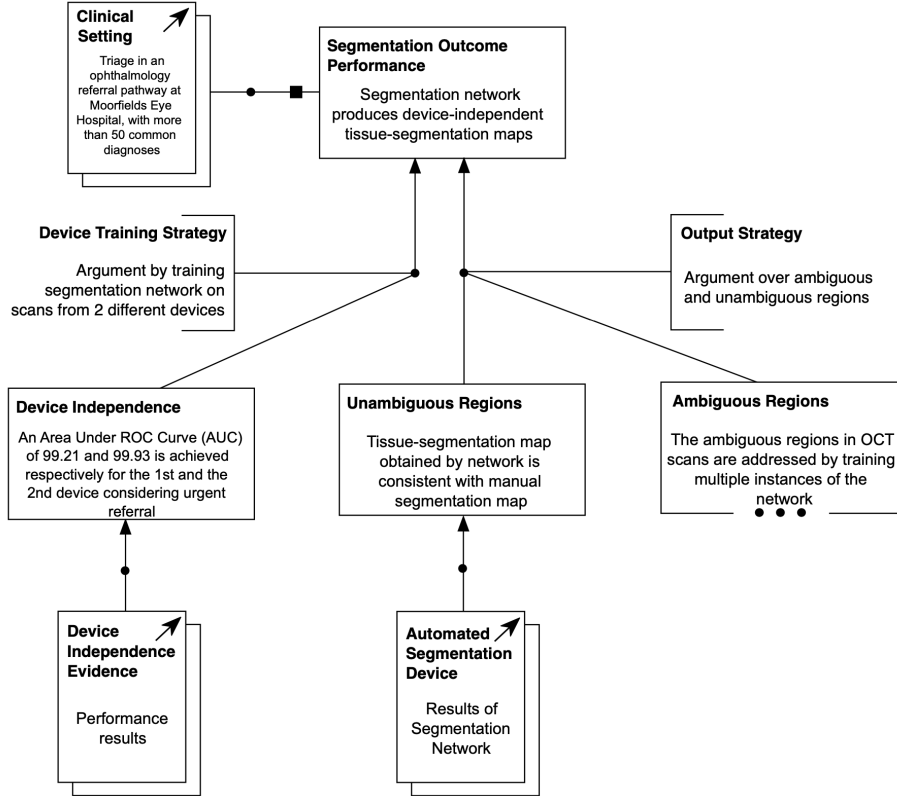 Clinical
Setting
Triage in an
ophthalmology
referral pathway at
Moorfields Eye
Hospital, with more
than 50 common
diagnoses
Segmentation Outcome
Performance
Segmentation network
produces device-independent
tissue-segmentation maps
Device Training Strategy
Argument by training
segmentation network on
scans from 2 different devices
Output Strategy
Argument over ambiguous
and unambiguous regions
Device Independence
An Area Under ROC Curve (AUC)
of 99.21 and 99.93 is achieved
respectively for the 1st and the
2nd device considering urgent
referral
Unambiguous Regions
Tissue-segmentation map
obtained by network is
consistent with manual
segmentation map
Ambiguous Regions
The ambiguous regions in OCT
scans are addressed by training
multiple instances of the
network
Device
Independence
Evidence
Performance
results
Automated
Segmentation
Device
Results of
Segmentation
Network